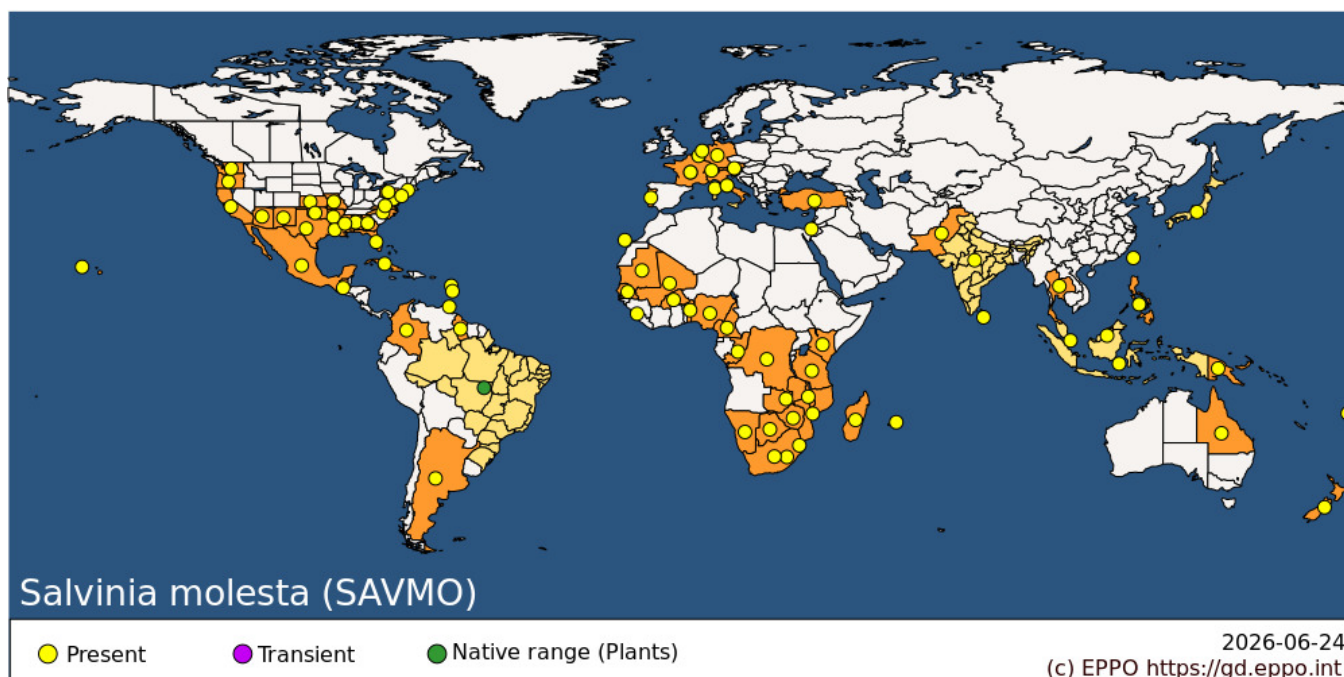 Salvinia molesta (SAVMO)
Present
Transient
Native range (Plants)
2026-06-24
(c) EPPO https://gd.eppo.int